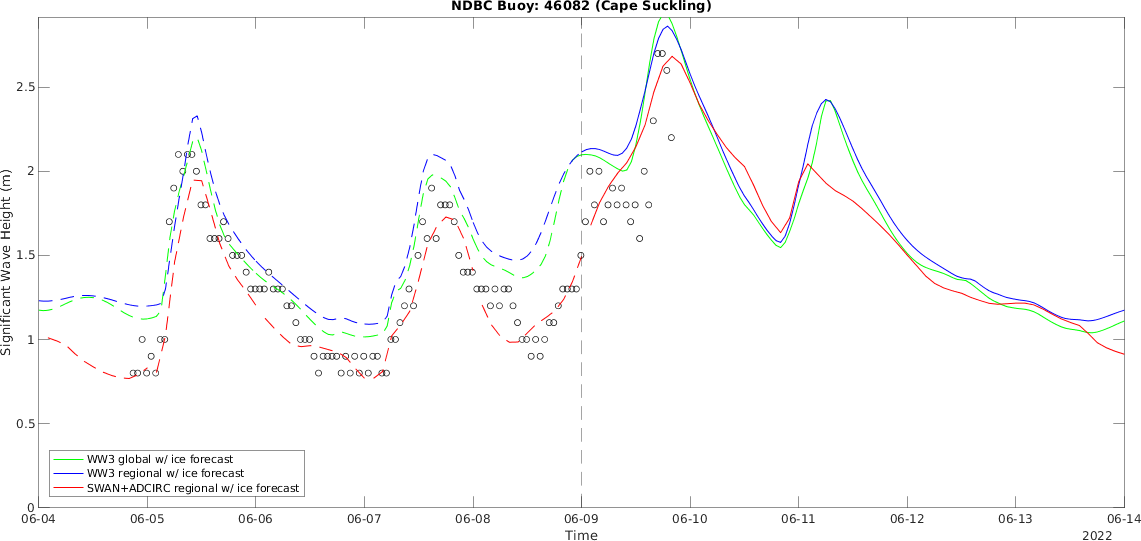 NDBC Buoy: 46082 (Cape Suckling)
Significant Wave Height (m)
2.5
2
1.5
1
0.5
0
WW3 global w/ ice forecast
WW3 regional w/ ice forecast
SWAN+ADCIRC regional w/ ice forecast
06-04 06-05 06-06 06-07 06-08 06-09 06-10 06-11 06-12 06-13 06-14
Time
2022